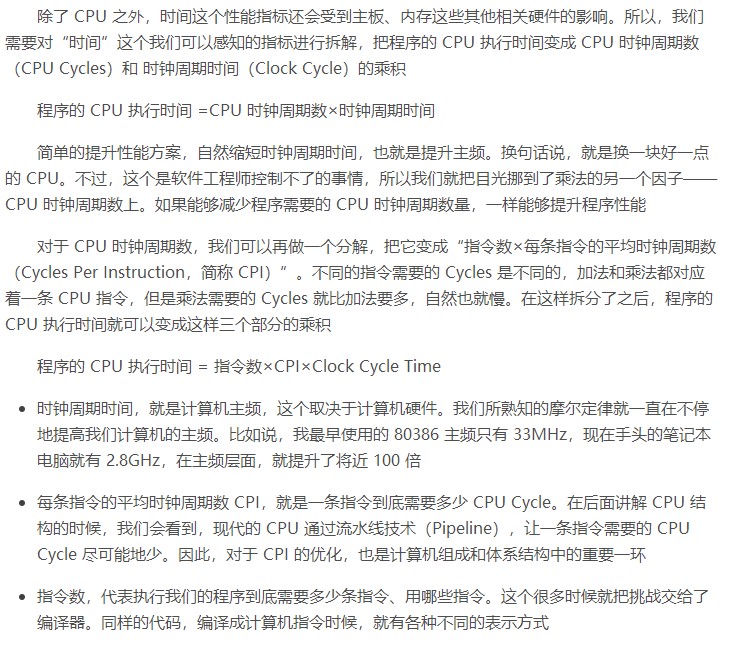 除了 CPU 之外，时间这个性能指标还会受到主板、内存这些其他相关硬件的影响。所以，我们
需要对“时间”这个我们可以感知的指标进行拆解，把程序的 CPU 执行时间变成 CPU 时钟周期数
（CPU Cycles）和 时钟周期时间（Clock Cycle）的乘积
程序的 CPU 执行时间 =CPU 时钟周期数×时钟周期时间
简单的提升性能方案，自然缩短时钟周期时间，也就是提升主频。换句话说，就是换一块好一点
的 CPU。不过，这个是软件工程师控制不了的事情，所以我们就把目光挪到了乘法的另一个因子——
CPU 时钟周期数上。如果能够减少程序需要的 CPU 时钟周期数量，一样能够提升程序性能
对于 CPU 时钟周期数，我们可以再做一个分解，把它变成“指令数×每条指令的平均时钟周期数
（Cycles Per Instruction，简称 CPI）”。不同的指令需要的 Cycles 是不同的，加法和乘法都对应
着一条 CPU 指令，但是乘法需要的 Cycles 就比加法要多，自然也就慢。在这样拆分了之后，程序的
CPU 执行时间就可以变成这样三个部分的乘积
程序的 CPU 执行时间 = 指令数×CPI×Clock Cycle Time
• 时钟周期时间，就是计算机主频，这个取决于计算机硬件。我们所熟知的摩尔定律就一直在不停
地提高我们计算机的主频。比如说，我最早使用的 80386 主频只有 33MHz，现在手头的笔记本
电脑就有 2.8GHz，在主频层面，就提升了将近 100 倍
• 每条指令的平均时钟周期数 CPI，就是一条指令到底需要多少 CPU Cycle。在后面讲解 CPU 结
构的时候，我们会看到，现代的 CPU 通过流水线技术（Pipeline），让一条指令需要的 CPU
Cycle 尽可能地少。因此，对于 CPI 的优化，也是计算机组成和体系结构中的重要一环
• 指令数，代表执行我们的程序到底需要多少条指令、用哪些指令。这个很多时候就把挑战交给了
编译器。同样的代码，编译成计算机指令时候，就有各种不同的表示方式